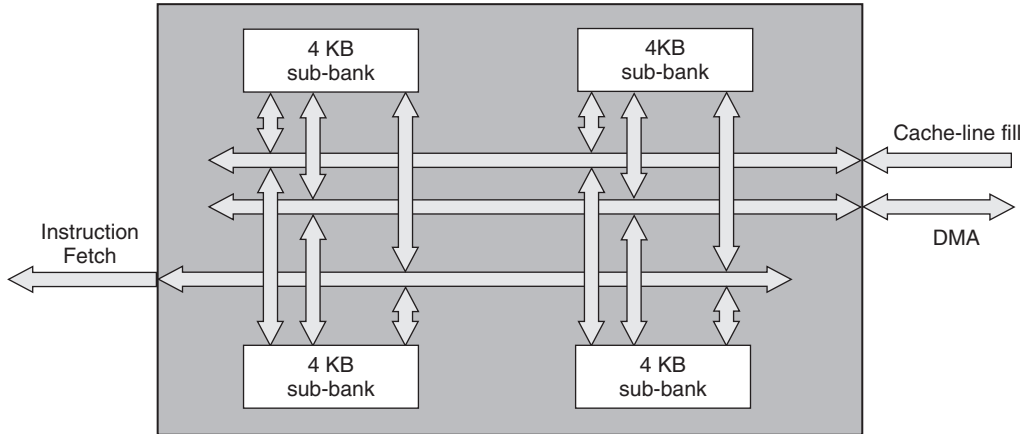 4 KB
sub-bank
4KB
sub-bank
Cache-line fill
Instruction
Fetch
DMA
4 KB
sub-bank
4 KB
sub-bank